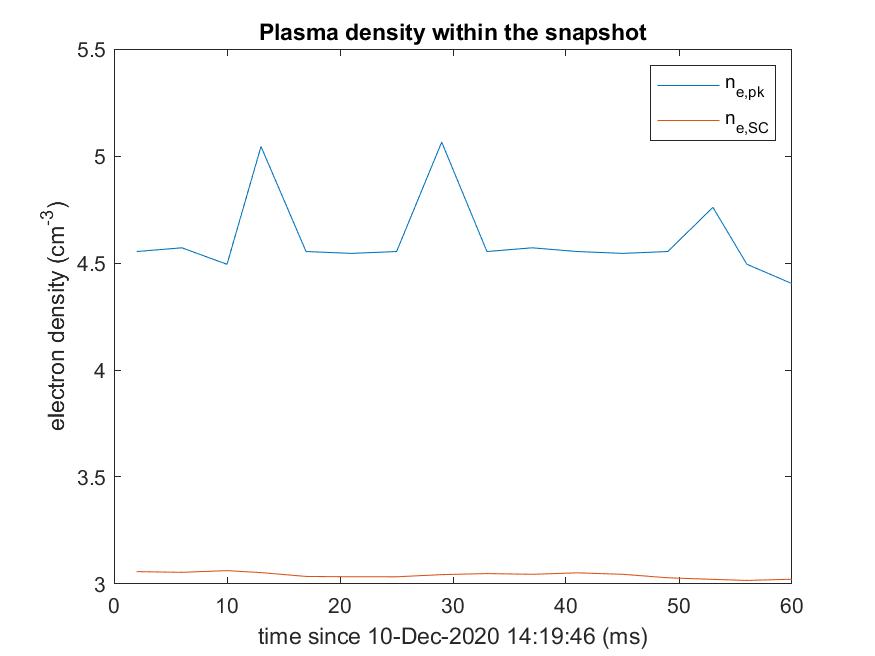 Plasma density within the snapshot
5.5
5
4.5
4
3.5
3
electron density (cm⁻³)
n_e,pk
n_e,SC
0 10 20 30 40 50 60
time since 10-Dec-2020 14:19:46 (ms)